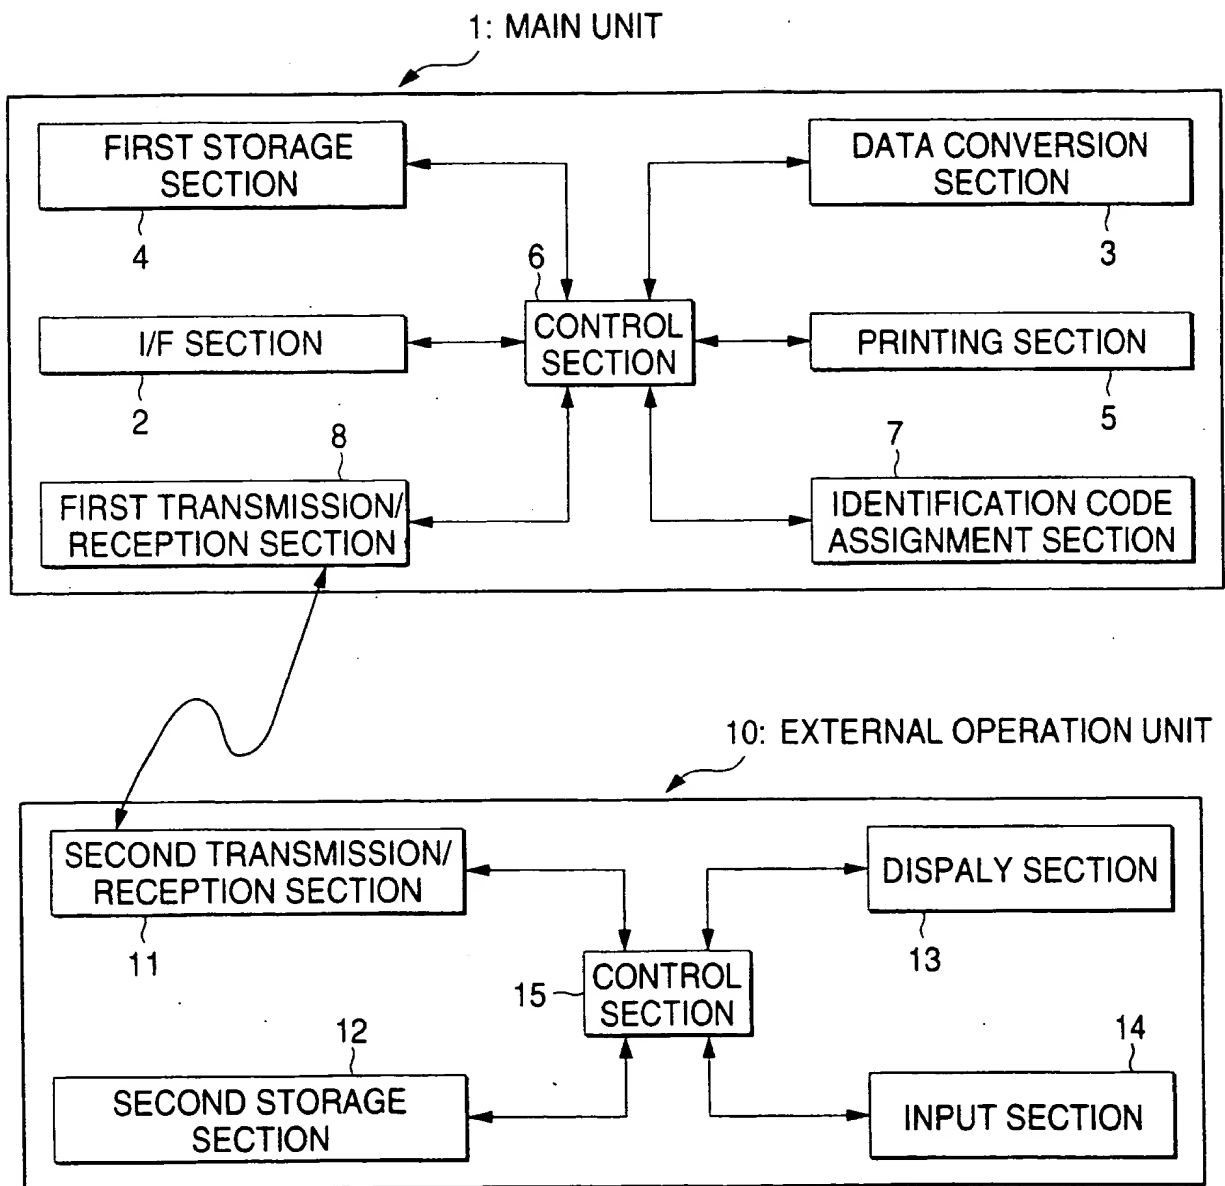 1: MAIN UNIT
FIRST STORAGE
SECTION
4
DATA CONVERSION
SECTION
3
6
CONTROL
SECTION
I/F SECTION
2
PRINTING SECTION
5
8
FIRST TRANSMISSION/
RECEPTION SECTION
7
IDENTIFICATION CODE
ASSIGNMENT SECTION
10: EXTERNAL OPERATION UNIT
SECOND TRANSMISSION/
RECEPTION SECTION
11
DISPALY SECTION
13
15
CONTROL
SECTION
12
SECOND STORAGE
SECTION
14
INPUT SECTION